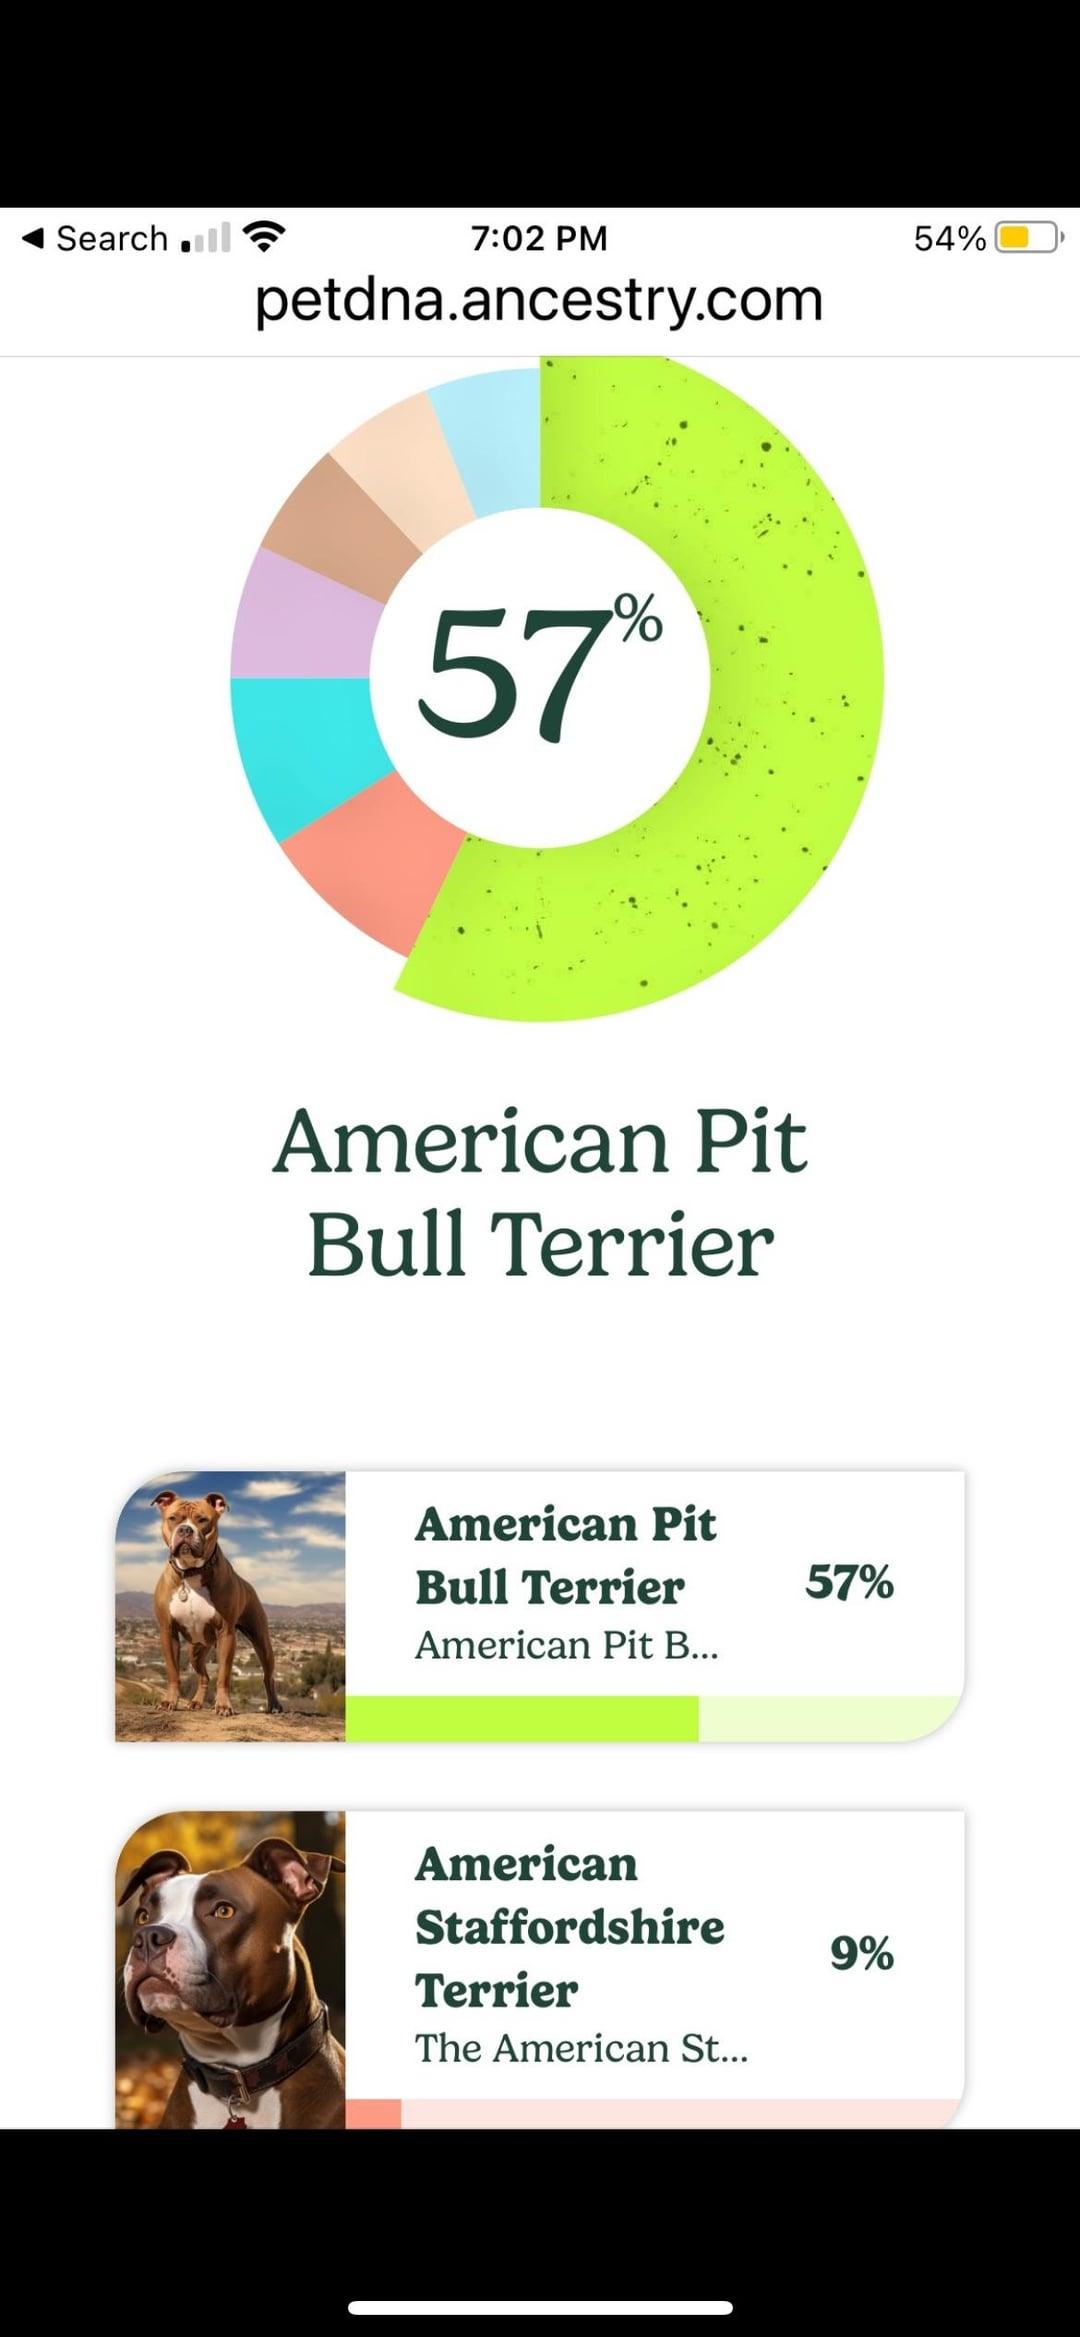 ◀ Search 7:02 PM 54%
petdna.ancestry.com
57%
American Pit
Bull Terrier
American Pit
Bull Terrier
57%
American Pit B...
American
Staffordshire
Terrier
9%
The American St...